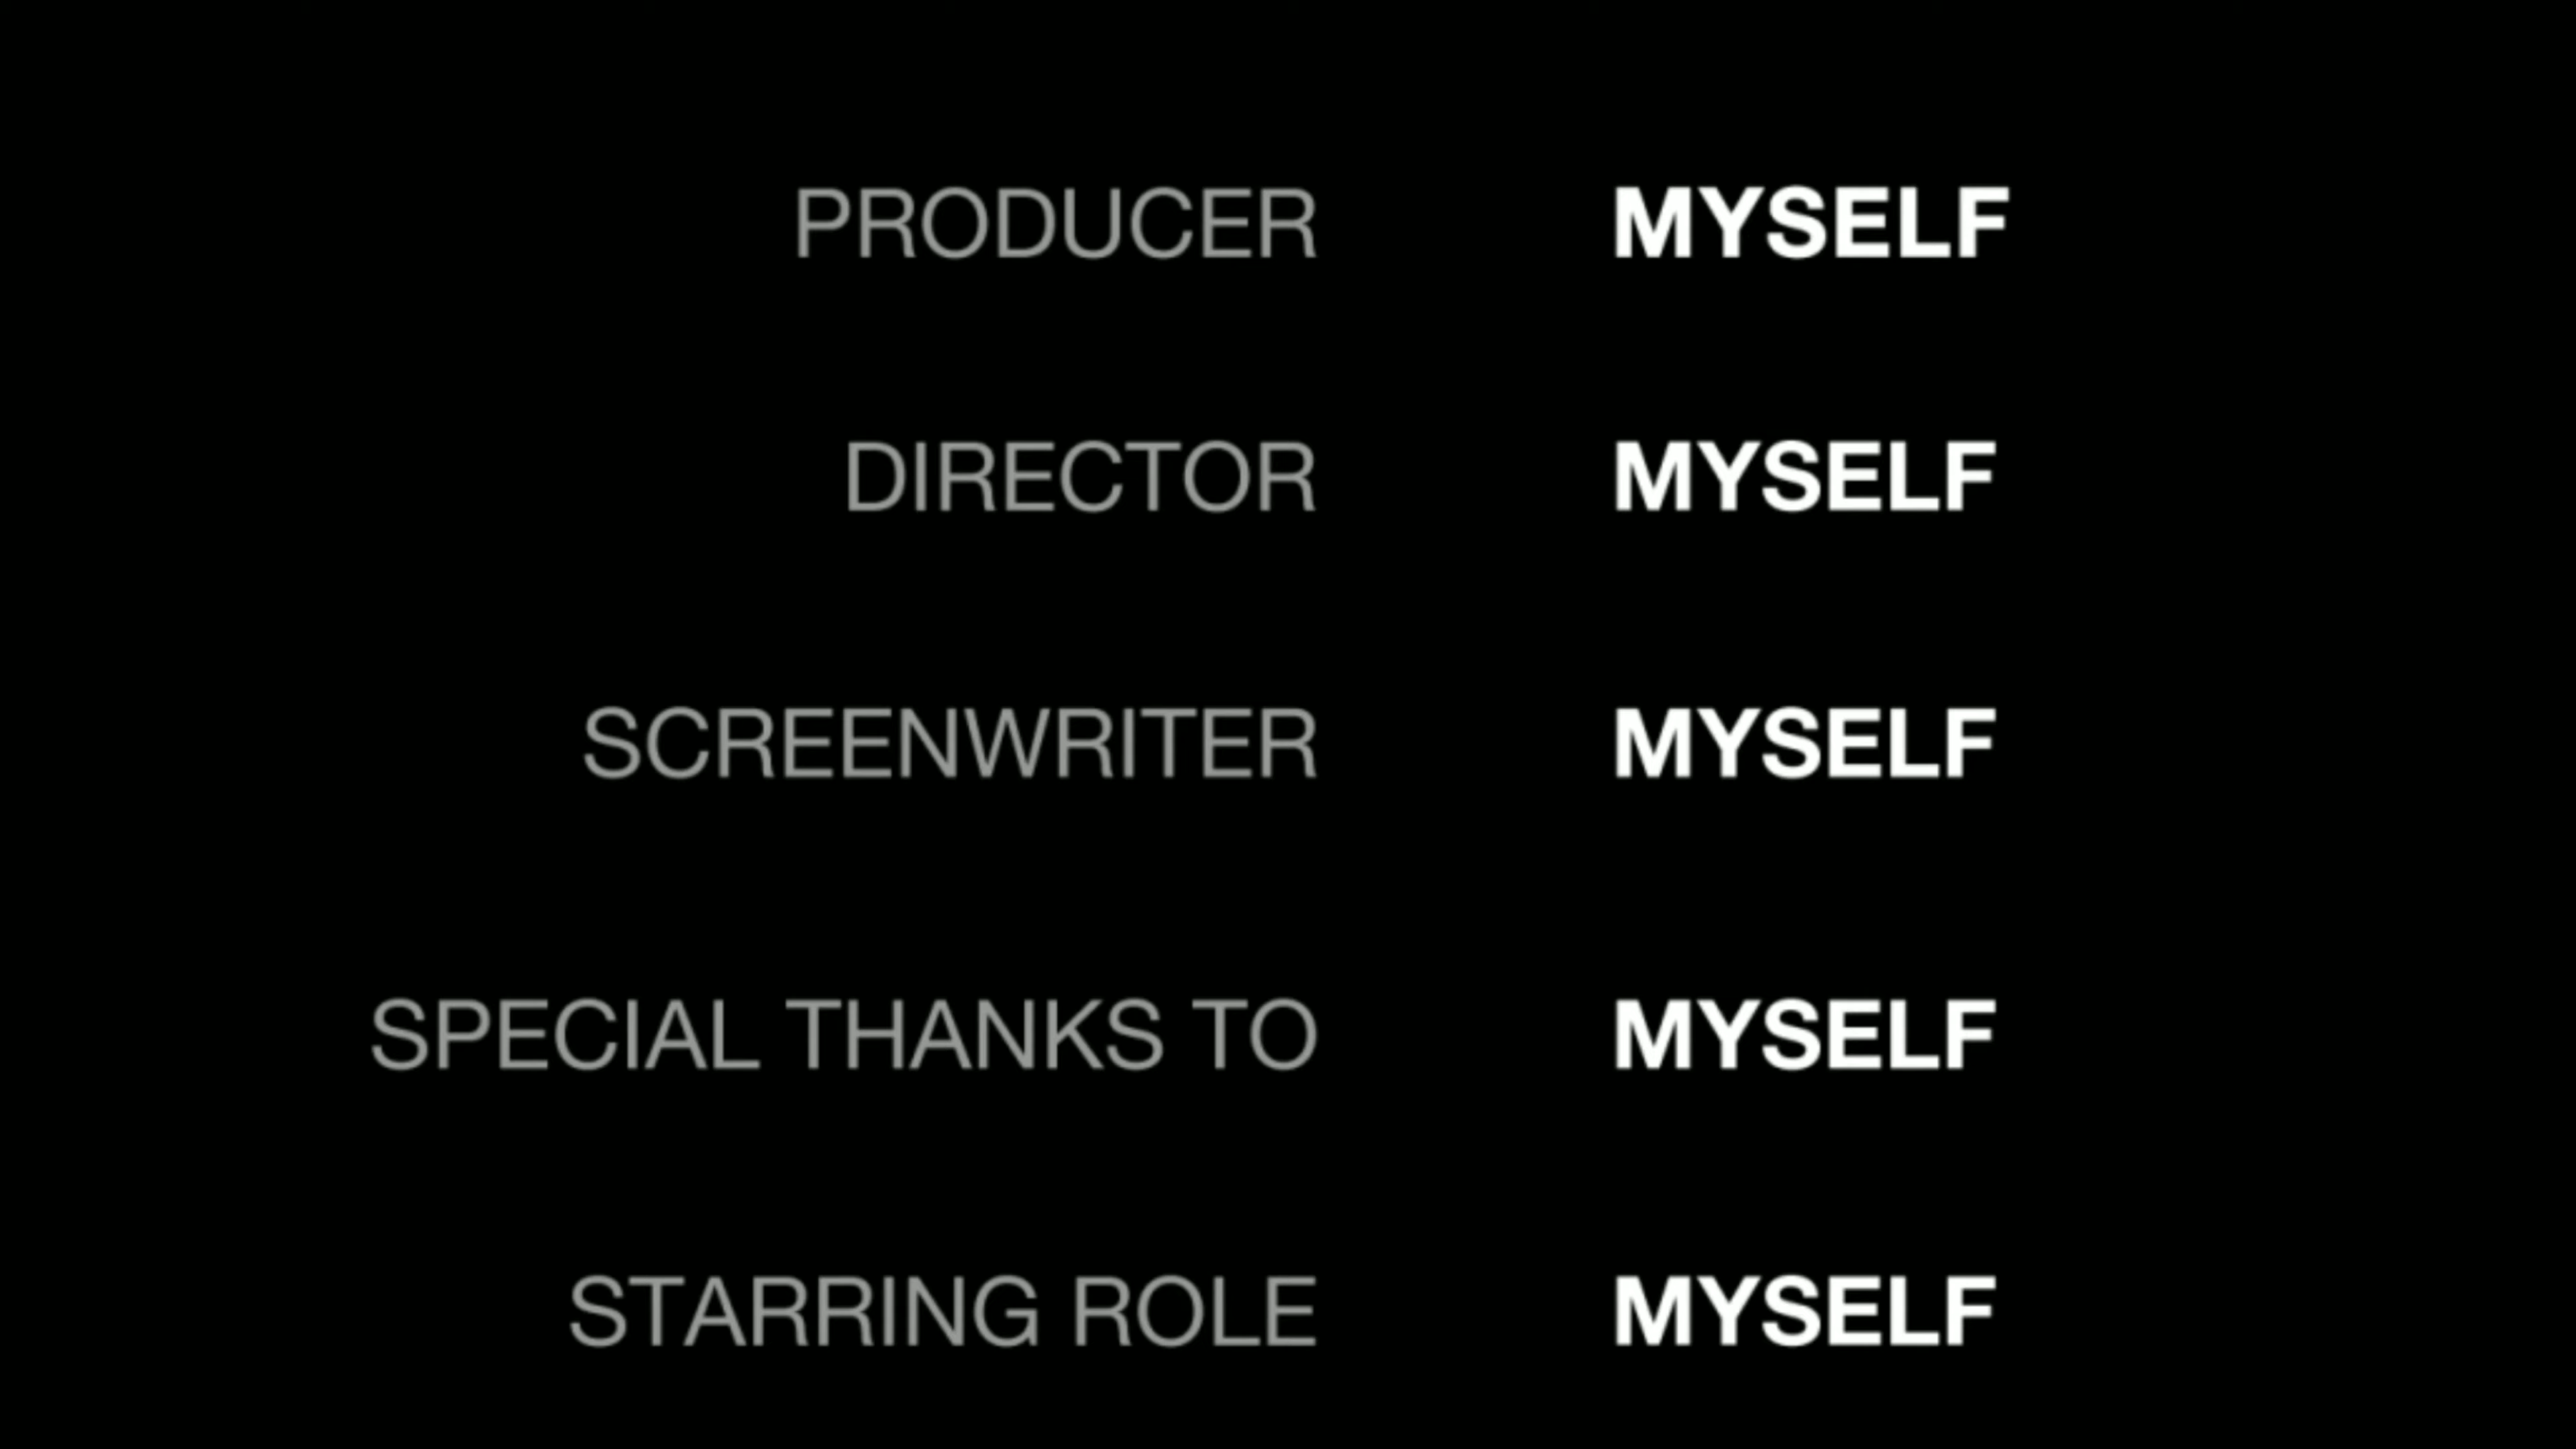 PRODUCER MYSELF
DIRECTOR MYSELF
SCREENWRITER MYSELF
SPECIAL THANKS TO MYSELF
STARRING ROLE MYSELF